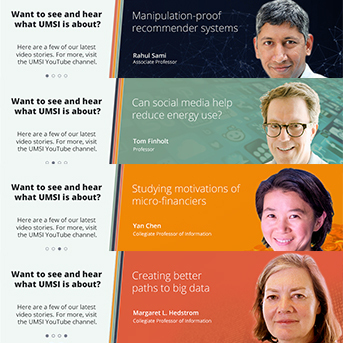 Want to see and hear
what UMSI is about?
Here are a few of our latest
video stories. For more, visit
the UMSI YouTube channel.
Manipulation-proof
recommender systems
Rahul Sami
Associate Professor
Want to see and hear
what UMSI is about?
Here are a few of our latest
video stories. For more, visit
the UMSI YouTube channel.
Can social media help
reduce energy use?
Tom Finholt
Professor
Want to see and hear
what UMSI is about?
Here are a few of our latest
video stories. For more, visit
the UMSI YouTube channel.
Studying motivations of
micro-financiers
Yan Chen
Collegiate Professor of Information
Want to see and hear
what UMSI is about?
Here are a few of our latest
video stories. For more, visit
the UMSI YouTube channel.
Creating better
paths to big data
Margaret L. Hedstrom
Collegiate Professor of Information